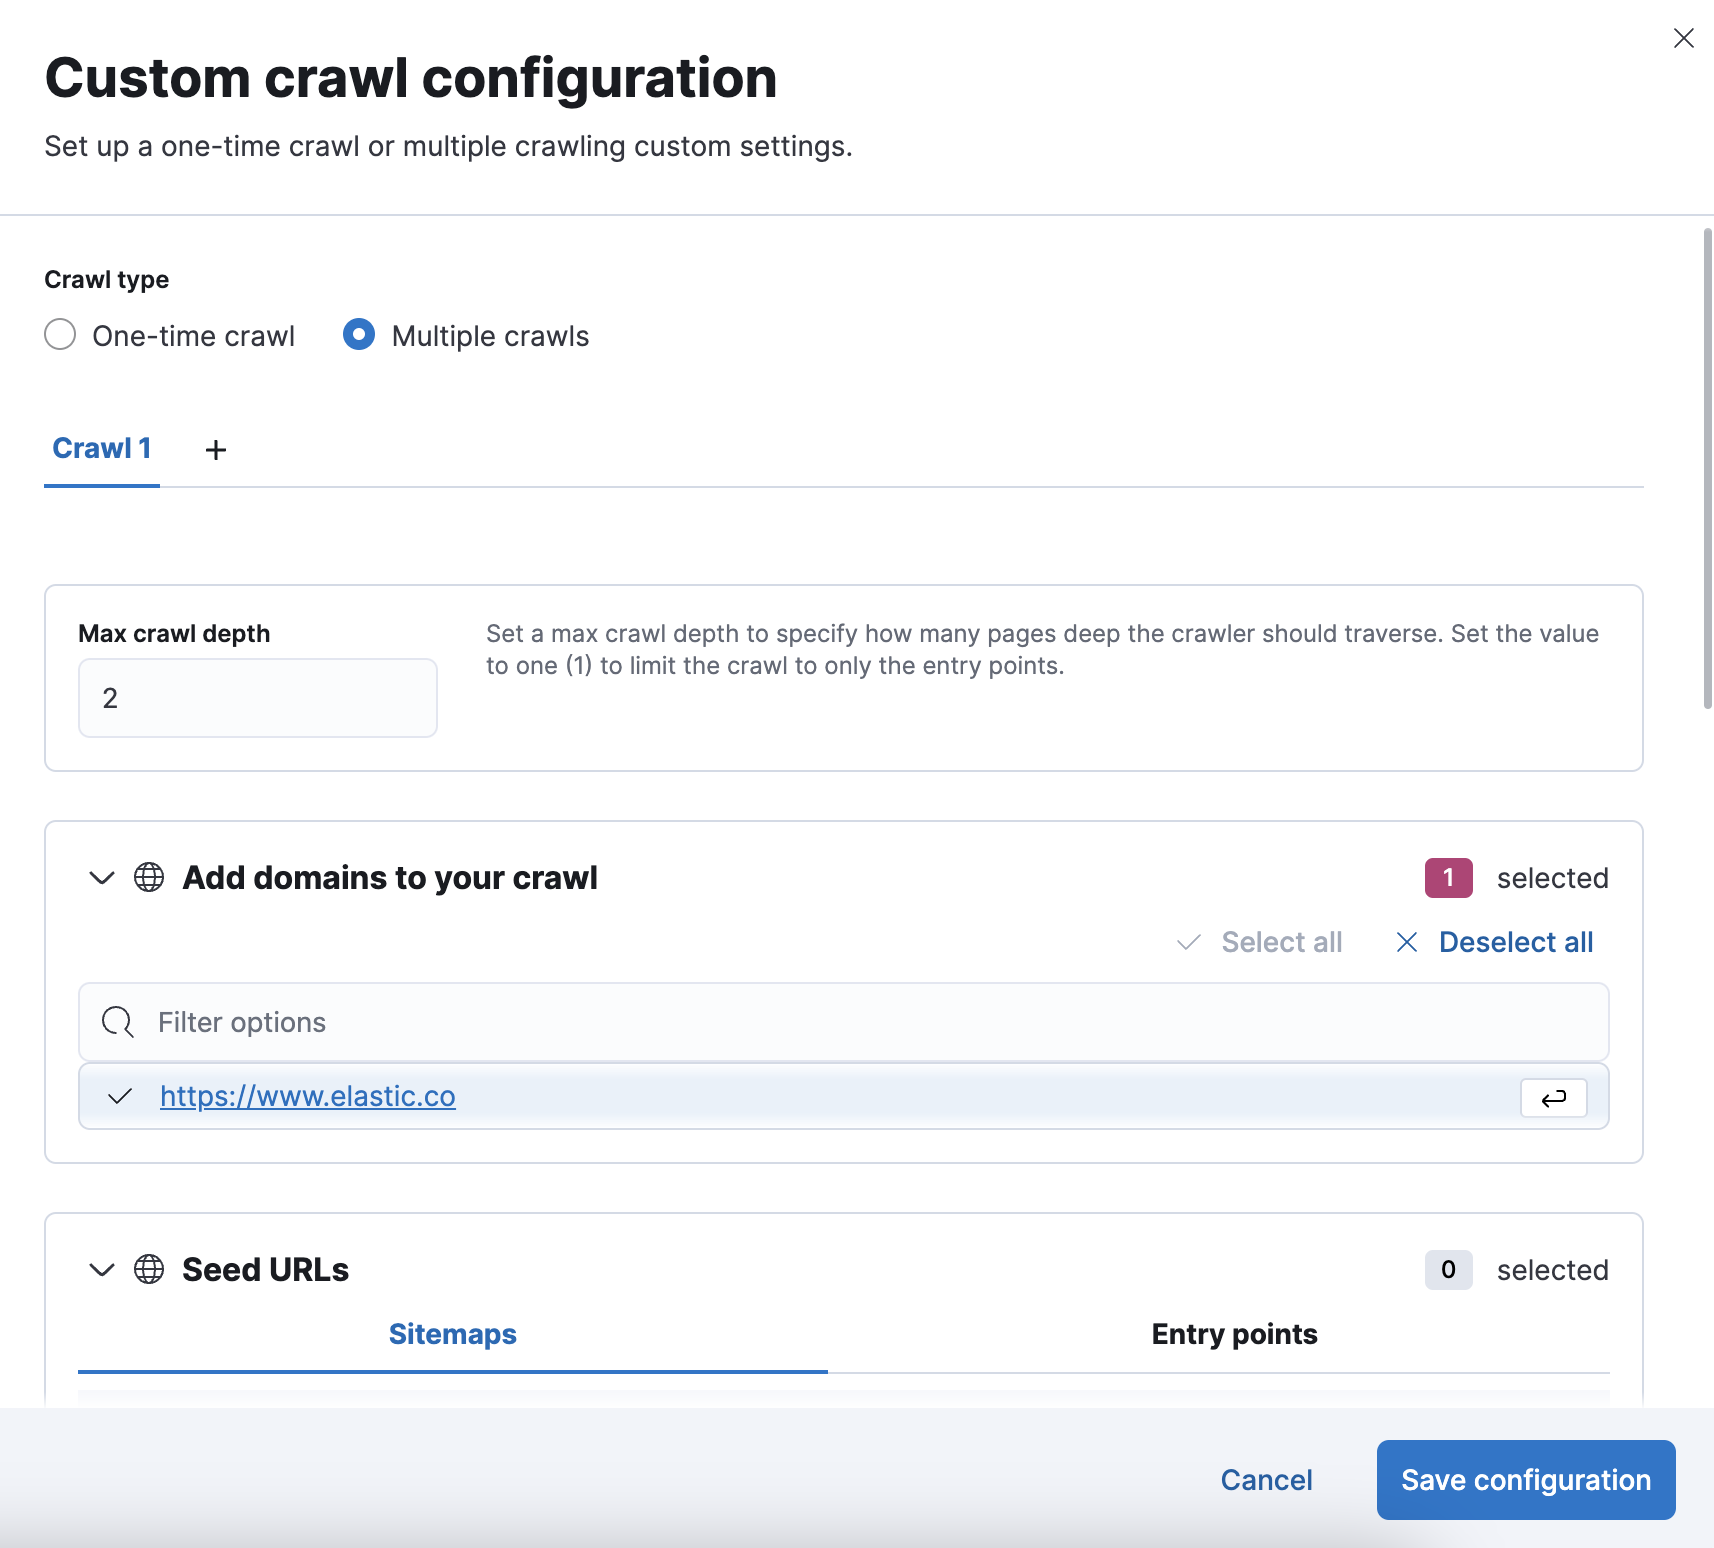 Custom crawl configuration
Set up a one-time crawl or multiple crawling custom settings.
Crawl type
One-time crawl
Multiple crawls
Crawl 1
Max crawl depth
2
Set a max crawl depth to specify how many pages deep the crawler should traverse. Set the value
to one (1) to limit the crawl to only the entry points.
Add domains to your crawl
1 selected
Select all
Deselect all
Filter options
https://www.elastic.co
Seed URLs
0 selected
Sitemaps
Entry points
Cancel
Save configuration